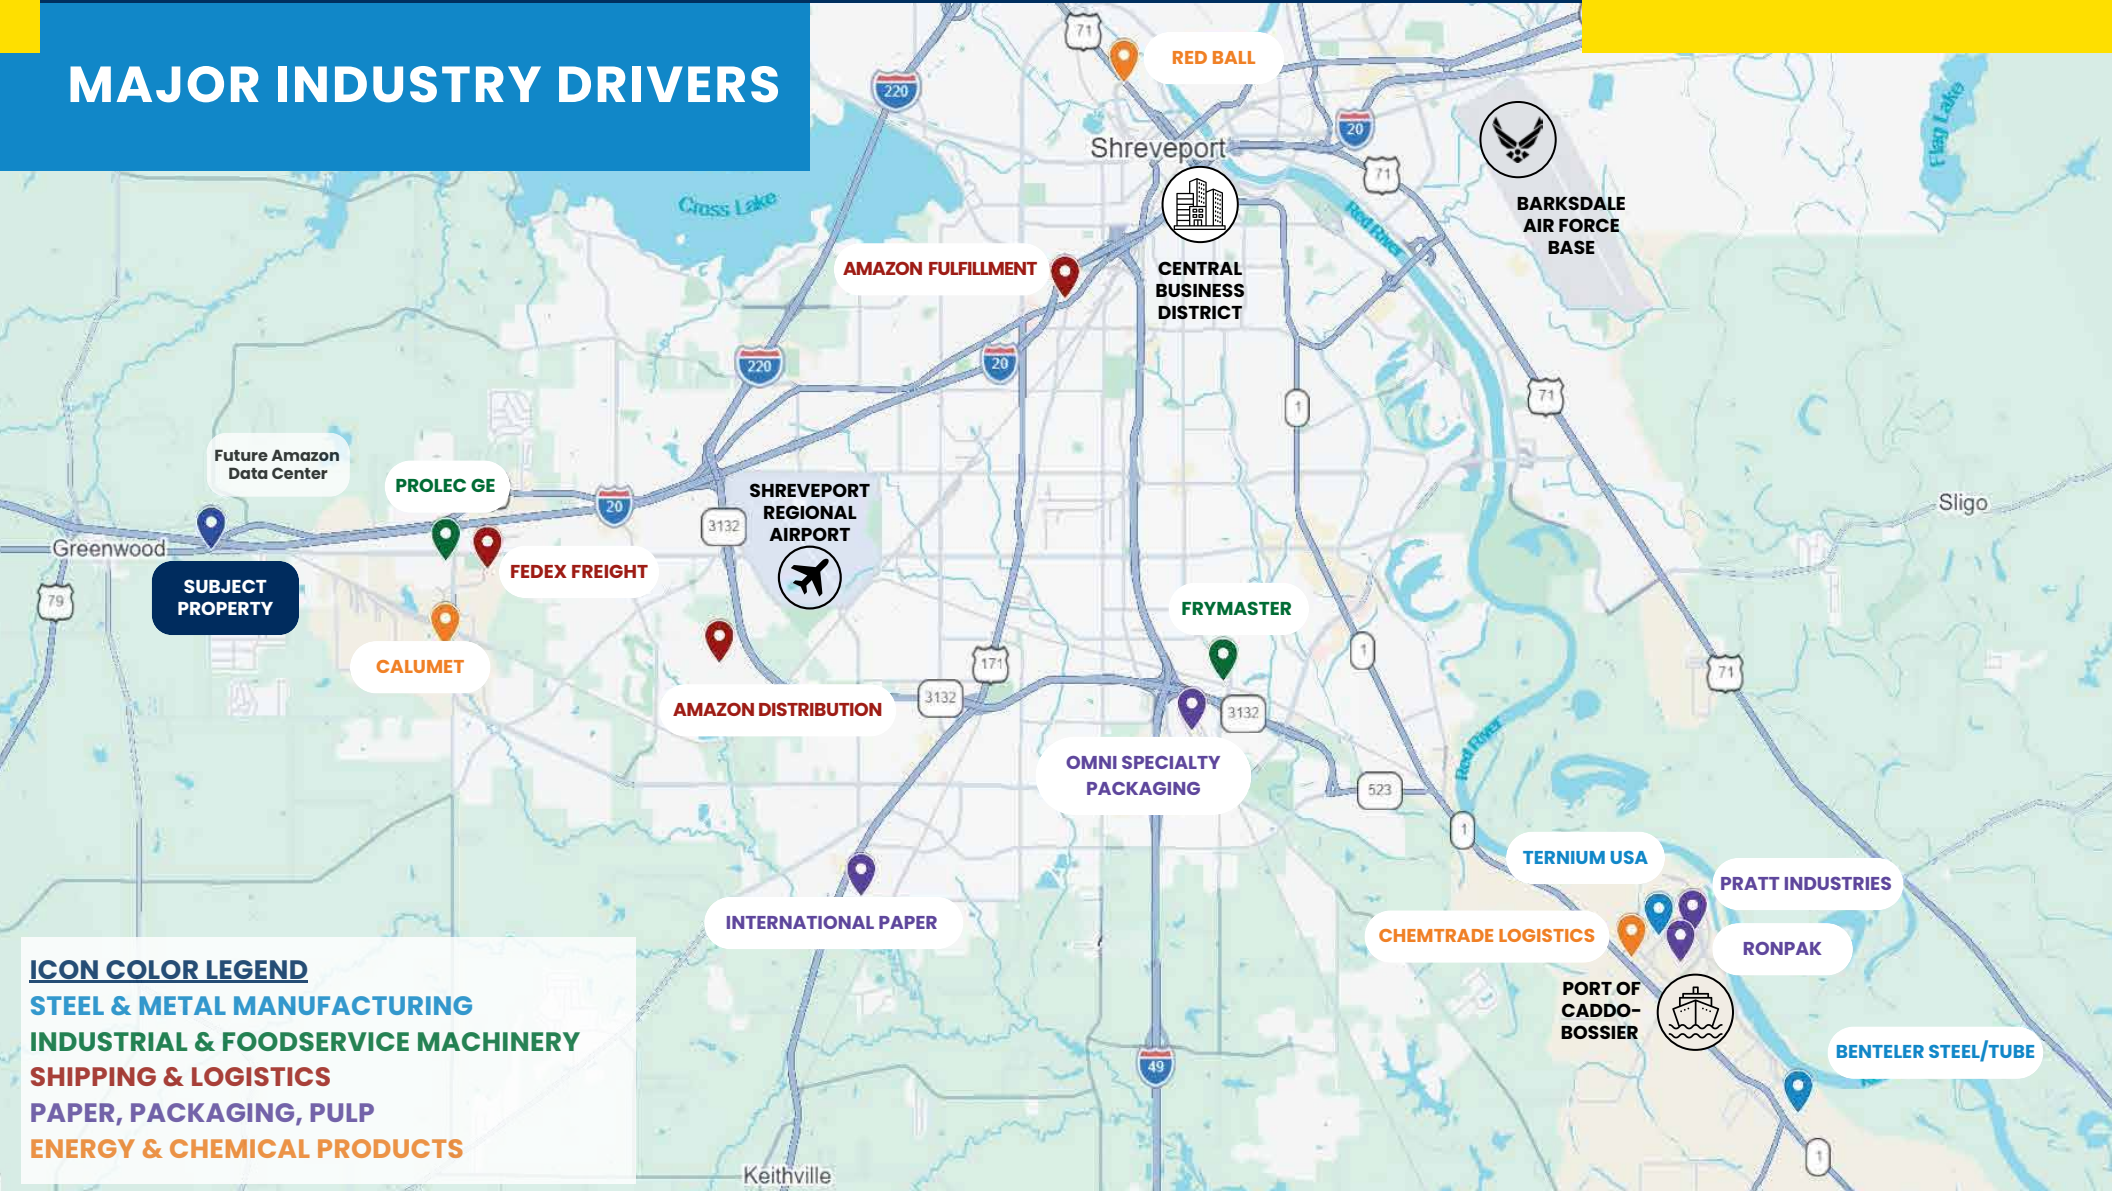 MAJOR INDUSTRY DRIVERS
71
RED BALL
220
20
Shreveport
71
BARKSDALE
AIR FORCE
BASE
Flag Lake
Cross Lake
Red River
AMAZON FULFILLMENT
CENTRAL
BUSINESS
DISTRICT
220
20
1
71
Future Amazon
Data Center
PROLEC GE
20
3132
SHREVEPORT
REGIONAL
AIRPORT
Sligo
Greenwood
SUBJECT
PROPERTY
79
FEDEX FREIGHT
CALUMET
FRYMASTER
171
1
71
AMAZON DISTRIBUTION
3132
3132
OMNI SPECIALTY
PACKAGING
Red River
523
1
TERNIUM USA
PRATT INDUSTRIES
INTERNATIONAL PAPER
CHEMTRADE LOGISTICS
RONPAK
PORT OF
CADDO-
BOSSIER
BENTELER STEEL/TUBE
49
1
Keithville
ICON COLOR LEGEND
STEEL & METAL MANUFACTURING
INDUSTRIAL & FOODSERVICE MACHINERY
SHIPPING & LOGISTICS
PAPER, PACKAGING, PULP
ENERGY & CHEMICAL PRODUCTS